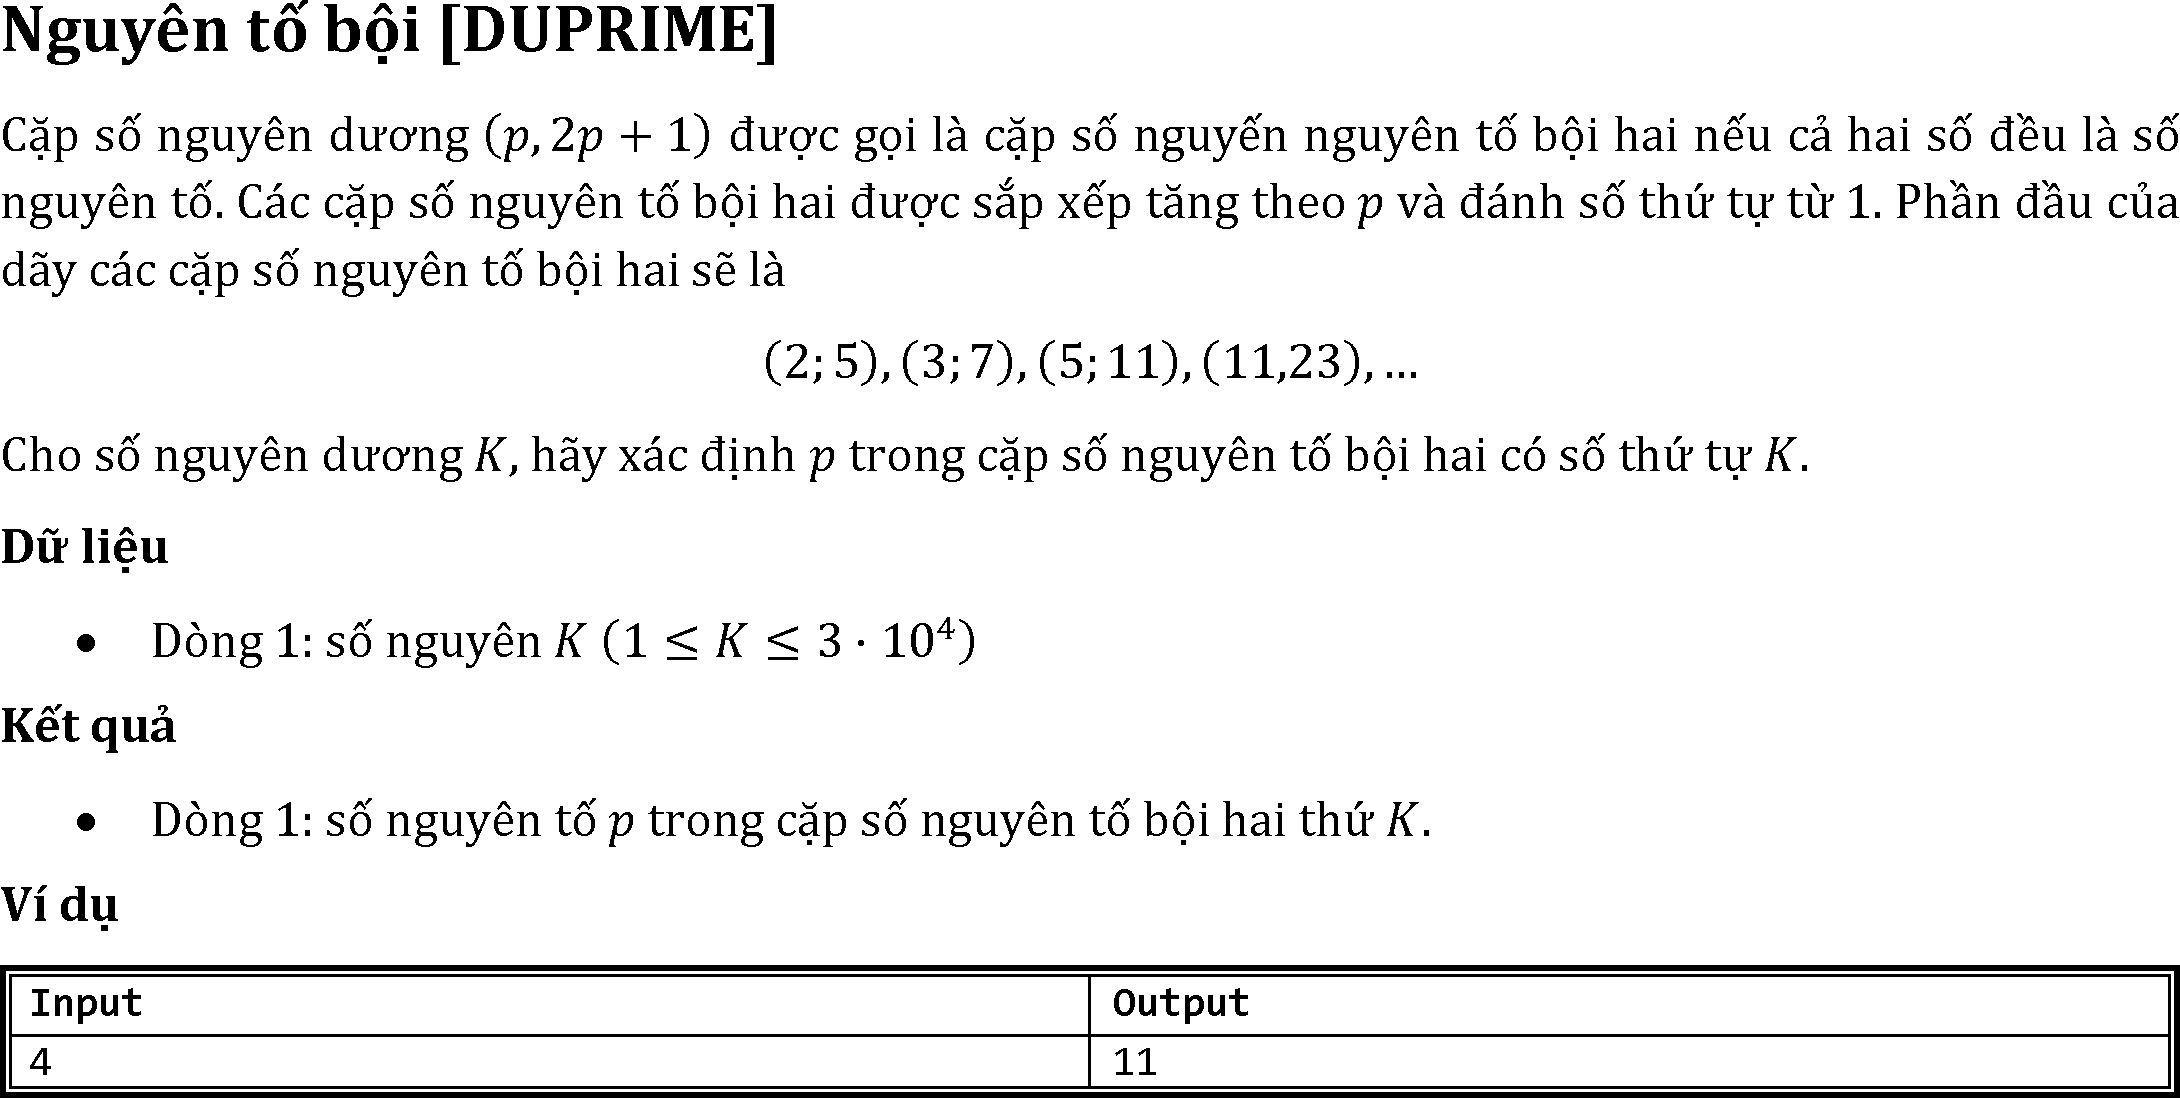 Nguyên tố bội [DUPRIME]
Cặp số nguyên dương (p, 2p + 1) được gọi là cặp số nguyến nguyên tố bội hai nếu cả hai số đều là số
nguyên tố. Các cặp số nguyên tố bội hai được sắp xếp tăng theo p và đánh số thứ tự từ 1. Phần đầu của
dãy các cặp số nguyên tố bội hai sẽ là
(2; 5), (3; 7), (5; 11), (11,23), …
Cho số nguyên dương K, hãy xác định p trong cặp số nguyên tố bội hai có số thứ tự K.
Dữ liệu
• Dòng 1: số nguyên K (1 ≤ K ≤ 3 · 10⁴)
Kết quả
• Dòng 1: số nguyên tố p trong cặp số nguyên tố bội hai thứ K.
Ví dụ
Input Output
4 11